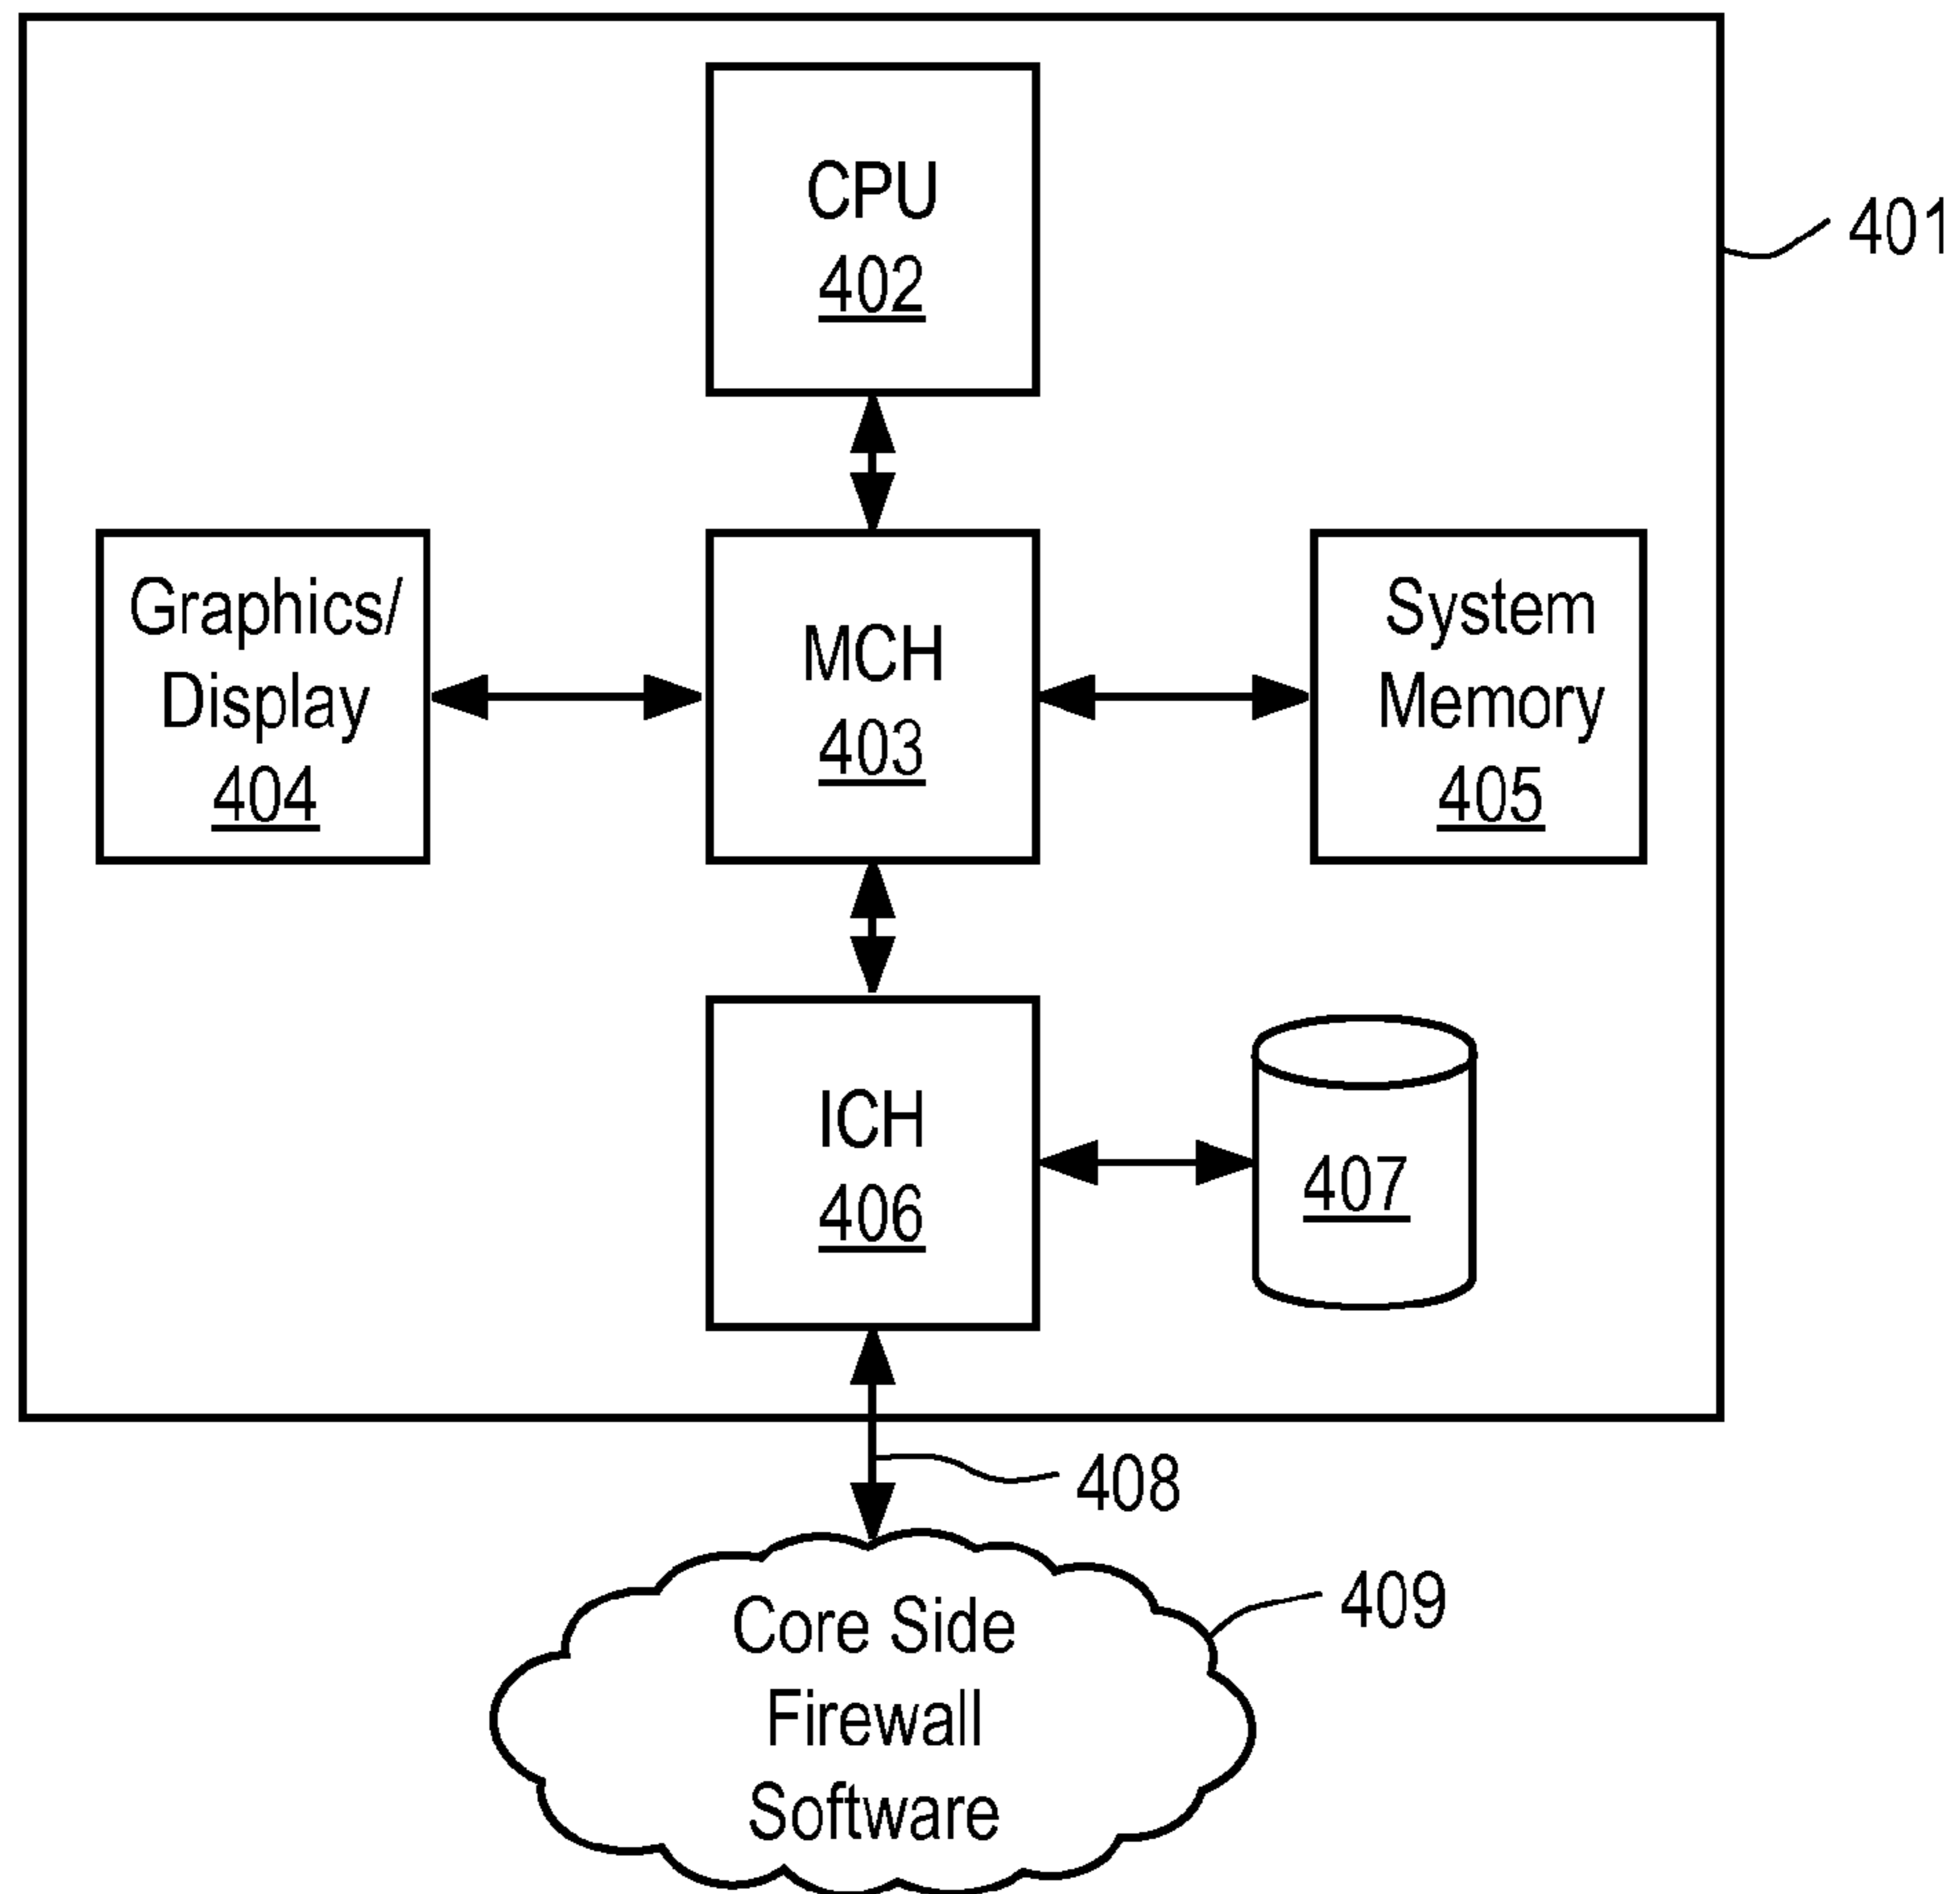 CPU
402
401
Graphics/
Display
404
MCH
403
System
Memory
405
ICH
406
407
408
409
Core Side
Firewall
Software